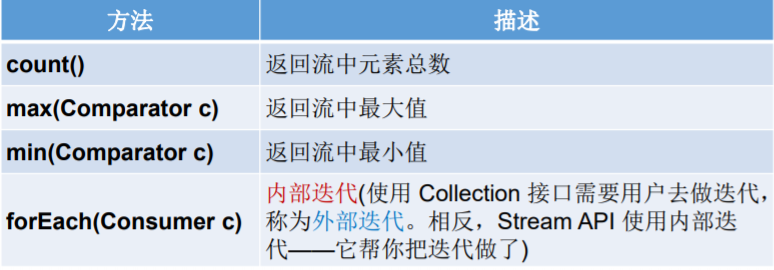 方法 描述
count() 返回流中元素总数
max(Comparator c) 返回流中最大值
min(Comparator c) 返回流中最小值
forEach(Consumer c) 内部迭代(使用 Collection 接口需要用户去做迭代，
称为外部迭代。相反，Stream API 使用内部迭
代——它帮你把迭代做了)